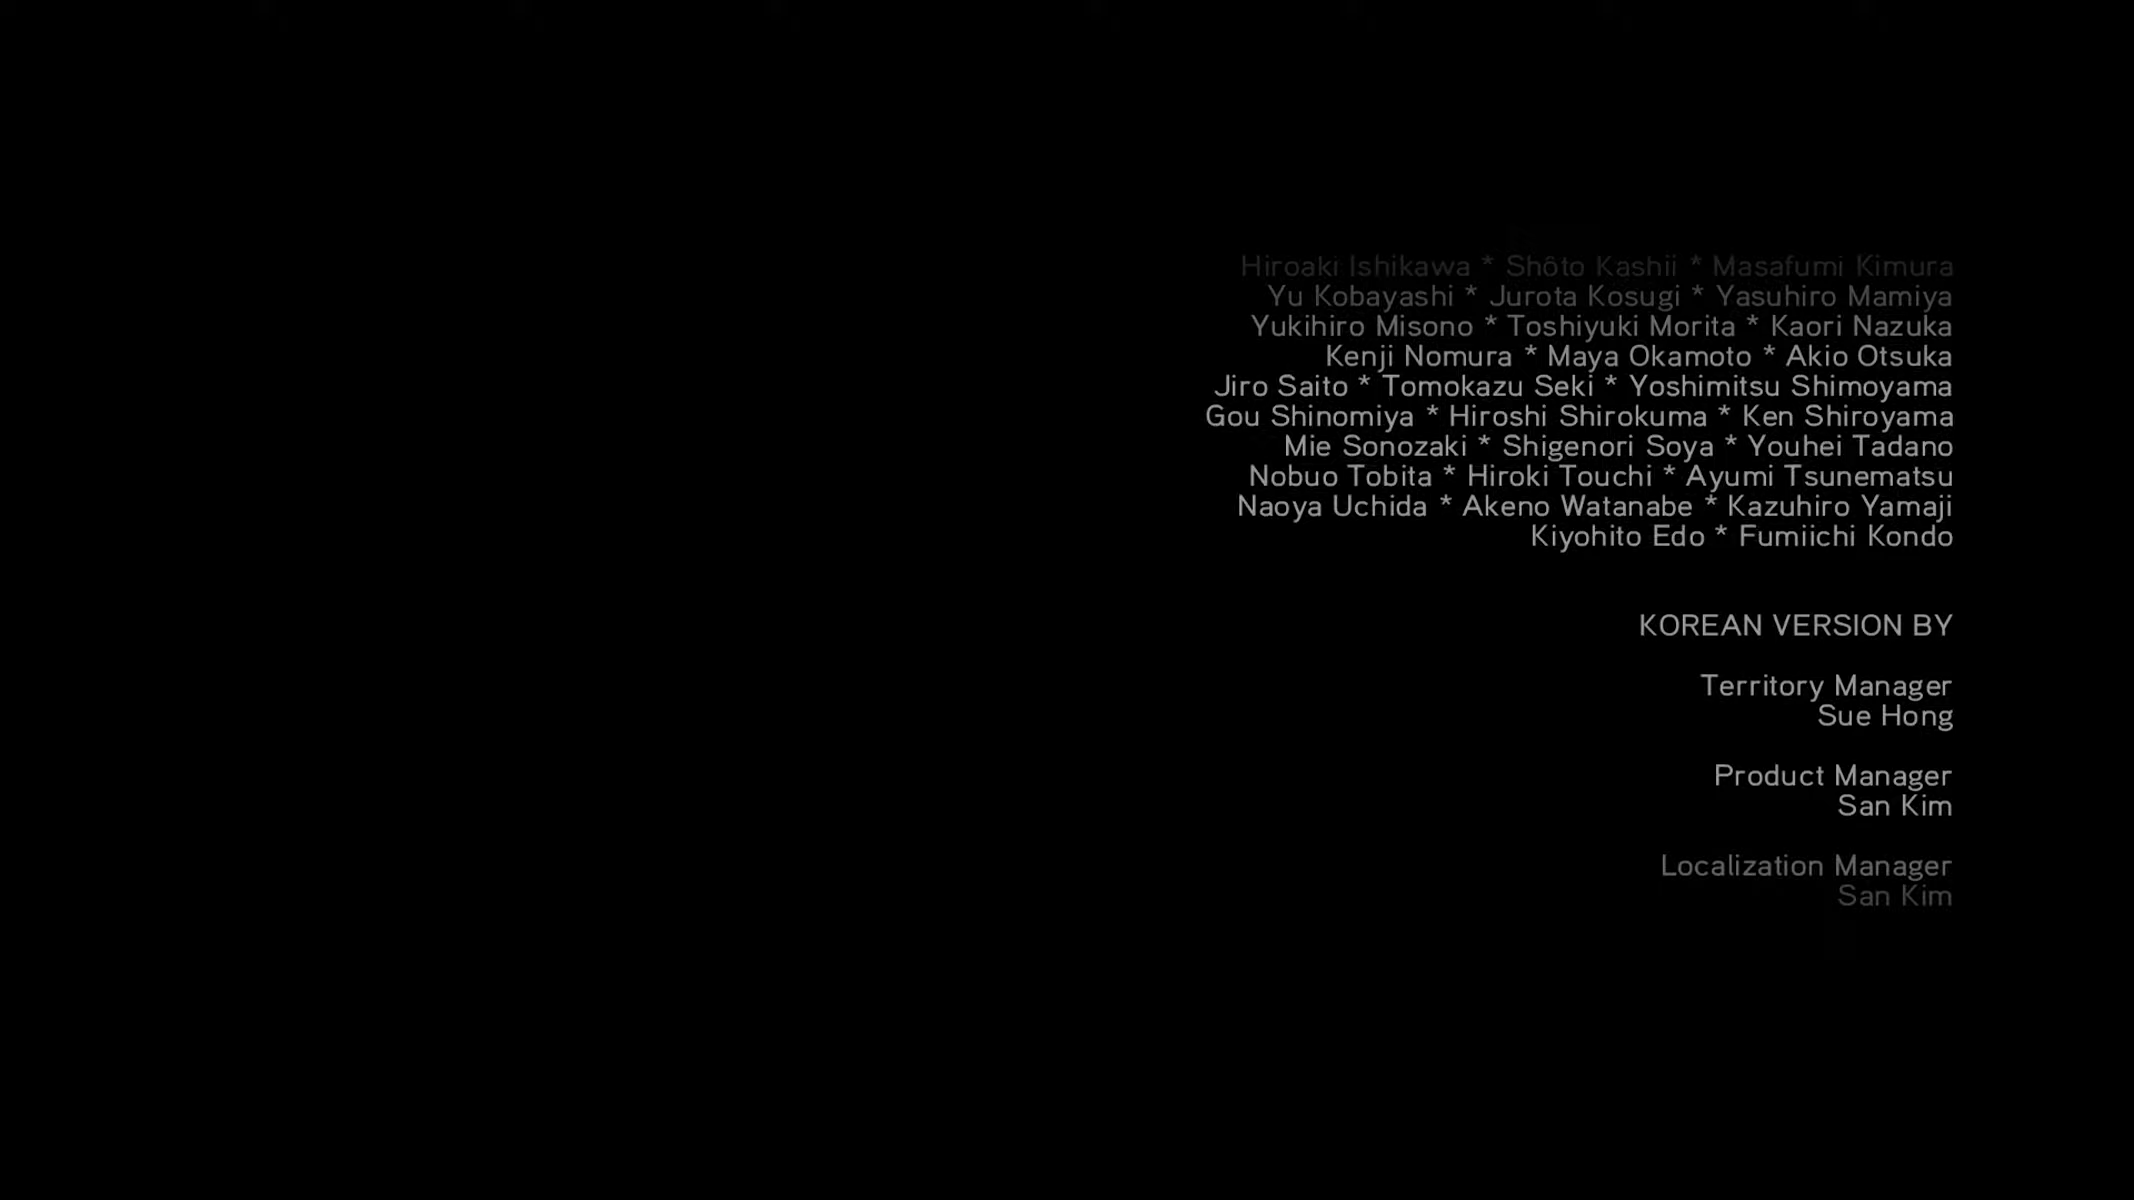 Hiroaki Ishikawa * Shôto Kashii * Masafumi Kimura
Yu Kobayashi * Jurota Kosugi * Yasuhiro Mamiya
Yukihiro Misono * Toshiyuki Morita * Kaori Nazuka
Kenji Nomura * Maya Okamoto * Akio Otsuka
Jiro Saito * Tomokazu Seki * Yoshimitsu Shimoyama
Gou Shinomiya * Hiroshi Shirokuma * Ken Shiroyama
Mie Sonozaki * Shigenori Soya * Youhei Tadano
Nobuo Tobita * Hiroki Touchi * Ayumi Tsunematsu
Naoya Uchida * Akeno Watanabe * Kazuhiro Yamaji
Kiyohito Edo * Fumiichi Kondo
KOREAN VERSION BY
Territory Manager
Sue Hong
Product Manager
San Kim
Localization Manager
San Kim